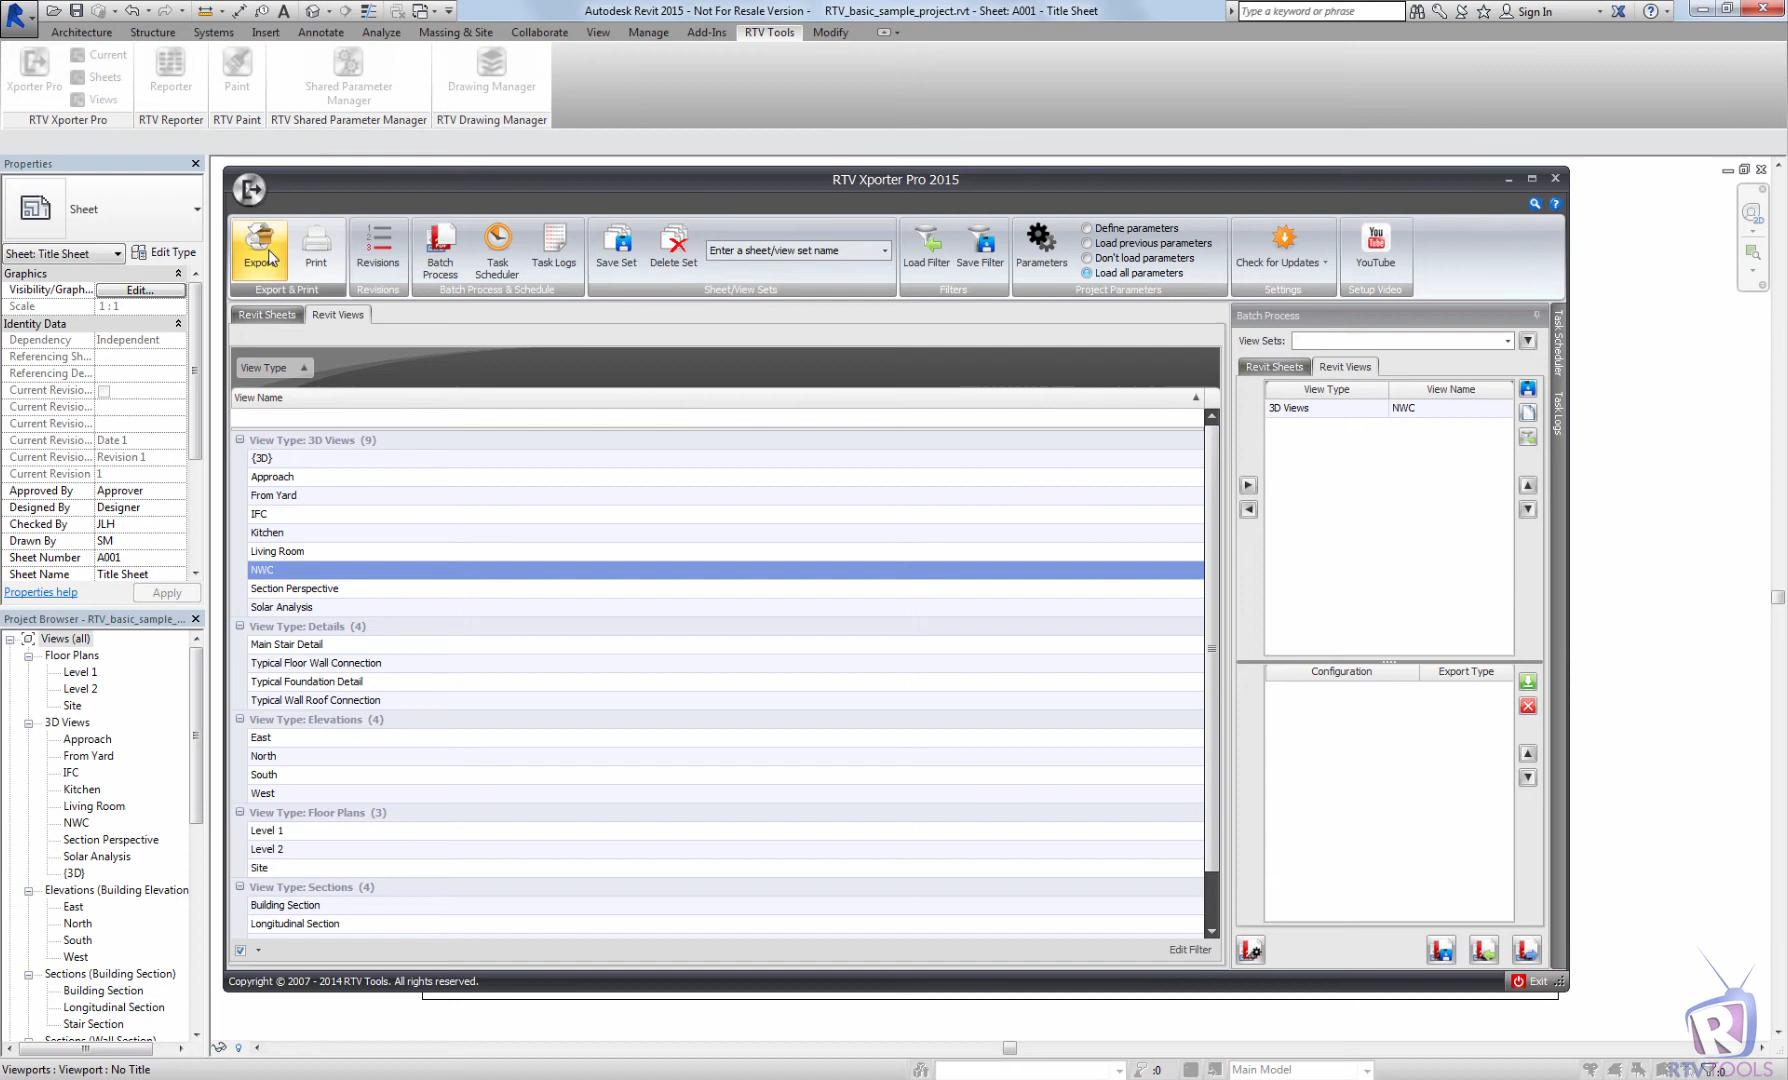 Autodesk Revit 2015 - Not For Resale Version - RTV_basic_sample_project.rvt - Sheet: A001 - Title Sheet
Type a keyword or phrase
Sign In
Architecture Structure Systems Insert Annotate Analyze Massing & Site Collaborate View Manage Add-Ins RTV Tools Modify
Xporter Pro
Current
Sheets
Views
Reporter
Paint
Shared Parameter
Manager
Drawing Manager
RTV Xporter Pro RTV Reporter RTV Paint RTV Shared Parameter Manager RTV Drawing Manager
Properties
Sheet
Sheet: Title Sheet
Edit Type
Graphics
Visibility/Graph... Edit...
Scale 1 : 1
Identity Data
Dependency Independent
Referencing Sh...
Referencing De...
Current Revisio...
Current Revisio...
Current Revisio...
Current Revisio... Date 1
Current Revisio... Revision 1
Current Revision 1
Approved By Approver
Designed By Designer
Checked By JLH
Drawn By SM
Sheet Number A001
Sheet Name Title Sheet
Properties help
Apply
Project Browser - RTV_basic_sample_...
Views (all)
Floor Plans
Level 1
Level 2
Site
3D Views
Approach
From Yard
IFC
Kitchen
Living Room
NWC
Section Perspective
Solar Analysis
{3D}
Elevations (Building Elevation
East
North
South
West
Sections (Building Section)
Building Section
Longitudinal Section
Stair Section
Sections (Wall Section)
Viewports : Viewport : No Title
RTV Xporter Pro 2015
Export
Print
Export & Print
Revisions
Revisions
Batch
Process
Task
Scheduler
Task Logs
Batch Process & Schedule
Save Set
Delete Set
Enter a sheet/view set name
Sheet/View Sets
Load Filter
Save Filter
Filters
Parameters
Define parameters
Load previous parameters
Don't load parameters
Load all parameters
Project Parameters
Check for Updates
Settings
You
Tube
YouTube
Setup Video
Revit Sheets Revit Views
View Type
View Name
View Type: 3D Views (9)
{3D}
Approach
From Yard
IFC
Kitchen
Living Room
NWC
Section Perspective
Solar Analysis
View Type: Details (4)
Main Stair Detail
Typical Floor Wall Connection
Typical Foundation Detail
Typical Wall Roof Connection
View Type: Elevations (4)
East
North
South
West
View Type: Floor Plans (3)
Level 1
Level 2
Site
View Type: Sections (4)
Building Section
Longitudinal Section
Edit Filter
Batch Process
View Sets:
Revit Sheets Revit Views
View Type View Name
3D Views NWC
Configuration Export Type
Task Scheduler
Task Logs
Copyright © 2007 - 2014 RTV Tools. All rights reserved.
Exit
2D
:0
Main Model
:0
R
RTV TOOLS